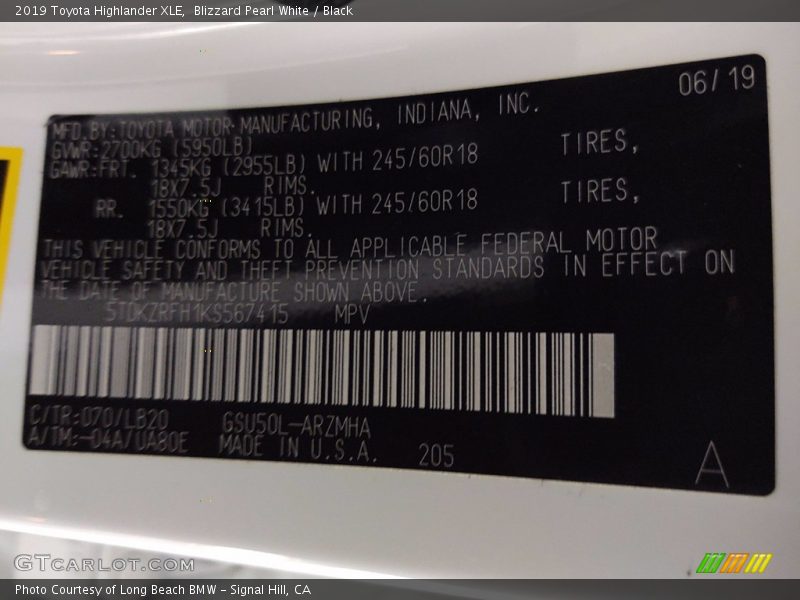 2019 Toyota Highlander XLE,  Blizzard Pearl White / Black
06/19
MFD.BY:TOYOTA MOTOR MANUFACTURING, INDIANA, INC.
GVWR:2700KG (5950LB)
GAWR:FRT. 1345KG (2955LB) WITH 245/60R18 TIRES,
18X7.5J RIMS.
RR. 1550KG (3415LB) WITH 245/60R18 TIRES,
18X7.5J RIMS.
THIS VEHICLE CONFORMS TO ALL APPLICABLE FEDERAL MOTOR
VEHICLE SAFETY AND THEFT PREVENTION STANDARDS IN EFFECT ON
THE DATE OF MANUFACTURE SHOWN ABOVE.
5TDKZRFH1KS567415 MPV
C/TR:070/LB20 GSU50L-ARZMHA
A/TM:-04A/UA80E MADE IN U.S.A. 205
A
GTCARLOT.COM
Photo Courtesy of Long Beach BMW – Signal Hill, CA